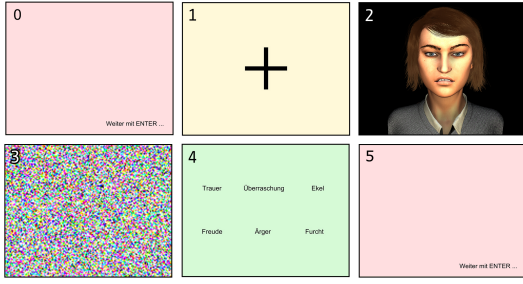 0
Weiter mit ENTER ...
1
2
3
4
Trauer Überraschung Ekel
Freude Ärger Furcht
5
Weiter mit ENTER ...